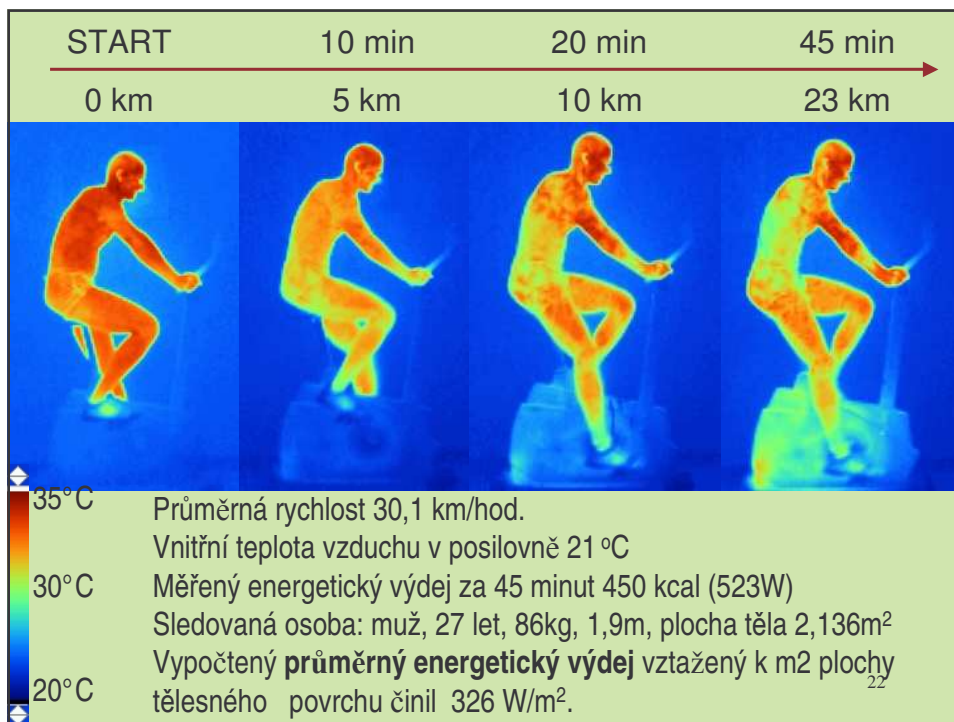 START 10 min 20 min 45 min
0 km 5 km 10 km 23 km
35°C
30°C
20°C
Průměrná rychlost 30,1 km/hod.
Vnitřní teplota vzduchu v posilovně 21 ºC
Měřený energetický výdej za 45 minut 450 kcal (523W)
Sledovaná osoba: muž, 27 let, 86kg, 1,9m, plocha těla 2,136m²
Vypočtený průměrný energetický výdej vztažený k m2 plochy
tělesného povrchu činil 326 W/m².
22